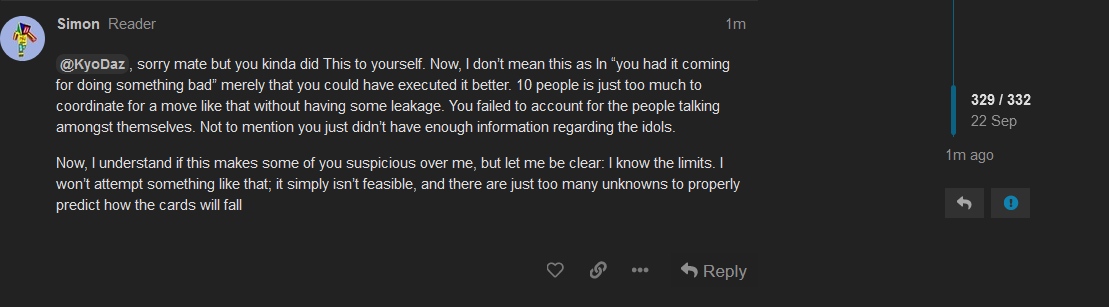 Simon Reader 1m
@KyoDaz, sorry mate but you kinda did This to yourself. Now, I don’t mean this as In “you had it coming
for doing something bad” merely that you could have executed it better. 10 people is just too much to
coordinate for a move like that without having some leakage. You failed to account for the people talking
amongst themselves. Not to mention you just didn’t have enough information regarding the idols.
Now, I understand if this makes some of you suspicious over me, but let me be clear: I know the limits. I
won’t attempt something like that; it simply isn’t feasible, and there are just too many unknowns to properly
predict how the cards will fall
Reply
329 / 332
22 Sep
1m ago